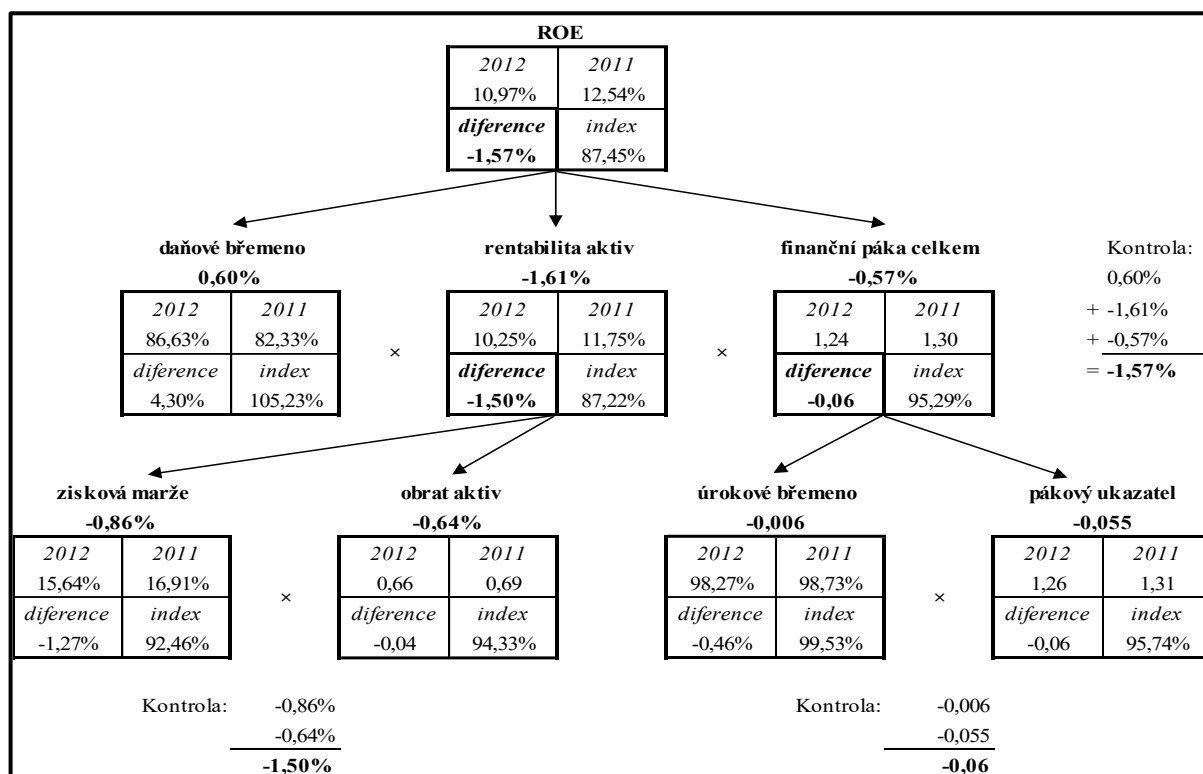 ROE
2012 2011
10,97% 12,54%
diference index
-1,57% 87,45%
daňové břemeno rentabilita aktiv finanční páka celkem Kontrola:
0,60% -1,61% -0,57% 0,60%
2012 2011 2012 2011 2012 2011 + -1,61%
86,63% 82,33% × 10,25% 11,75% × 1,24 1,30 + -0,57%
diference index diference index diference index = -1,57%
4,30% 105,23% -1,50% 87,22% -0,06 95,29%
zisková marže obrat aktiv úrokové břemeno pákový ukazatel
-0,86% -0,64% -0,006 -0,055
2012 2011 2012 2011 2012 2011 2012 2011
15,64% 16,91% × 0,66 0,69 98,27% 98,73% × 1,26 1,31
diference index diference index diference index diference index
-1,27% 92,46% -0,04 94,33% -0,46% 99,53% -0,06 95,74%
Kontrola: -0,86% Kontrola: -0,006
-0,64% -0,055
-1,50% -0,06